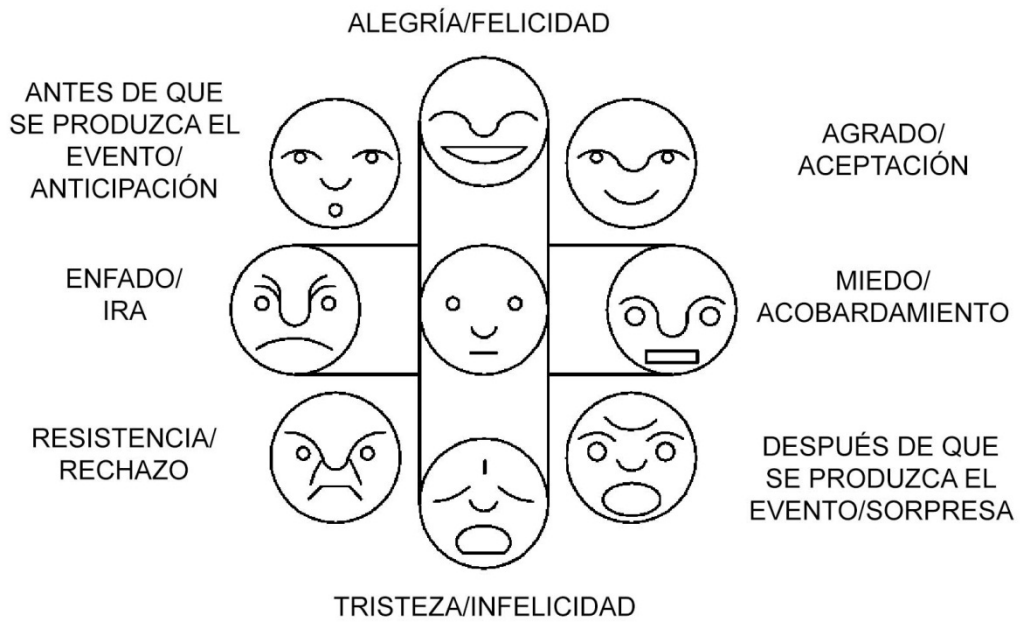 ALEGRÍA/FELICIDAD
ANTES DE QUE
SE PRODUZCA EL
EVENTO/
ANTICIPACIÓN
AGRADO/
ACEPTACIÓN
ENFADO/
IRA
MIEDO/
ACOBARDAMIENTO
RESISTENCIA/
RECHAZO
DESPUÉS DE QUE
SE PRODUZCA EL
EVENTO/SORPRESA
TRISTEZA/INFELICIDAD